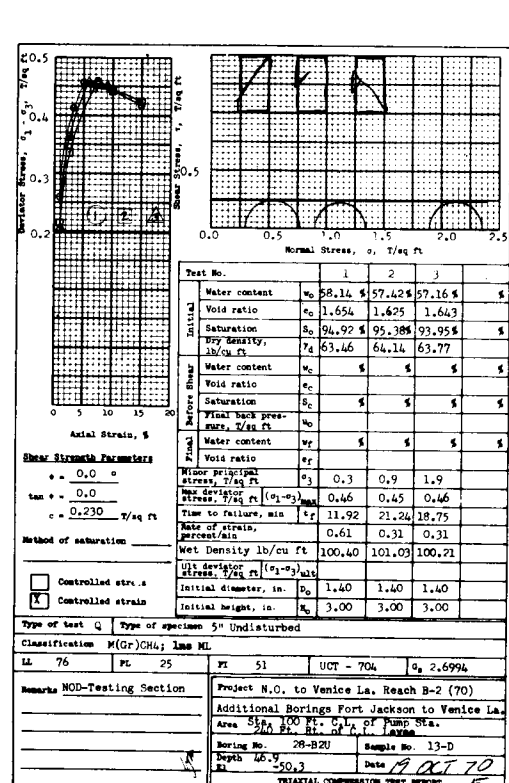 0.5
0.4
0.3
0.2
Deviator Stress, σ1 - σ3, T/sq ft
1 2 3
0 5 10 15 20
Axial Strain, %
Shear Stress, τ, T/sq ft
0.5
0.0 0.5 1.0 1.5 2.0 2.5
Normal Stress, σ, T/sq ft
Shear Strength Parameters
φ = 0.0 °
tan φ = 0.0
c = 0.230 T/sq ft
Method of saturation
Controlled
X Controlled strain
Test No. 1 2 3
Initial
Water content wo 58.14 % 57.42% 57.16 % %
Void ratio eo 1.654 1.625 1.643
Saturation So 94.92 % 95.38% 93.95% %
Dry density, lb/cu ft γd 63.46 64.14 63.77
Before Shear
Water content wc % % % %
Void ratio ec
Saturation Sc % % % %
Final back pressure, T/sq ft uo
Final
Water content wf % % % %
Void ratio ef
Minor principal stress, T/sq ft σ3 0.3 0.9 1.9
Max deviator stress, T/sq ft (σ1-σ3)max 0.46 0.45 0.46
Time to failure, min tf 11.92 21.24 18.75
Rate of strain, percent/min 0.61 0.31 0.31
Wet Density lb/cu ft 100.40 101.03 100.21
Ult deviator stress, T/sq ft (σ1-σ3)ult
Initial diameter, in. Do 1.40 1.40 1.40
Initial height, in. Ho 3.00 3.00 3.00
Type of test Q Type of specimen 5" Undisturbed
Classification M(Gr)CH4; lns ML
LL 76 PL 25 PI 51 UCT - 704 Gs 2.6994
Remarks NOD-Testing Section
Project N.O. to Venice La. Reach B-2 (70)
Additional Borings Fort Jackson to Venice La.
Area Sta. 100 Ft. C.L. of Pump Sta.
240 Ft. Rt. of C.L. Levee
Boring No. 28-B2U Sample No. 13-D
Depth 46.9
El -50.3 Date 19 OCT 70
TRIAXIAL COMPRESSION TEST REPORT